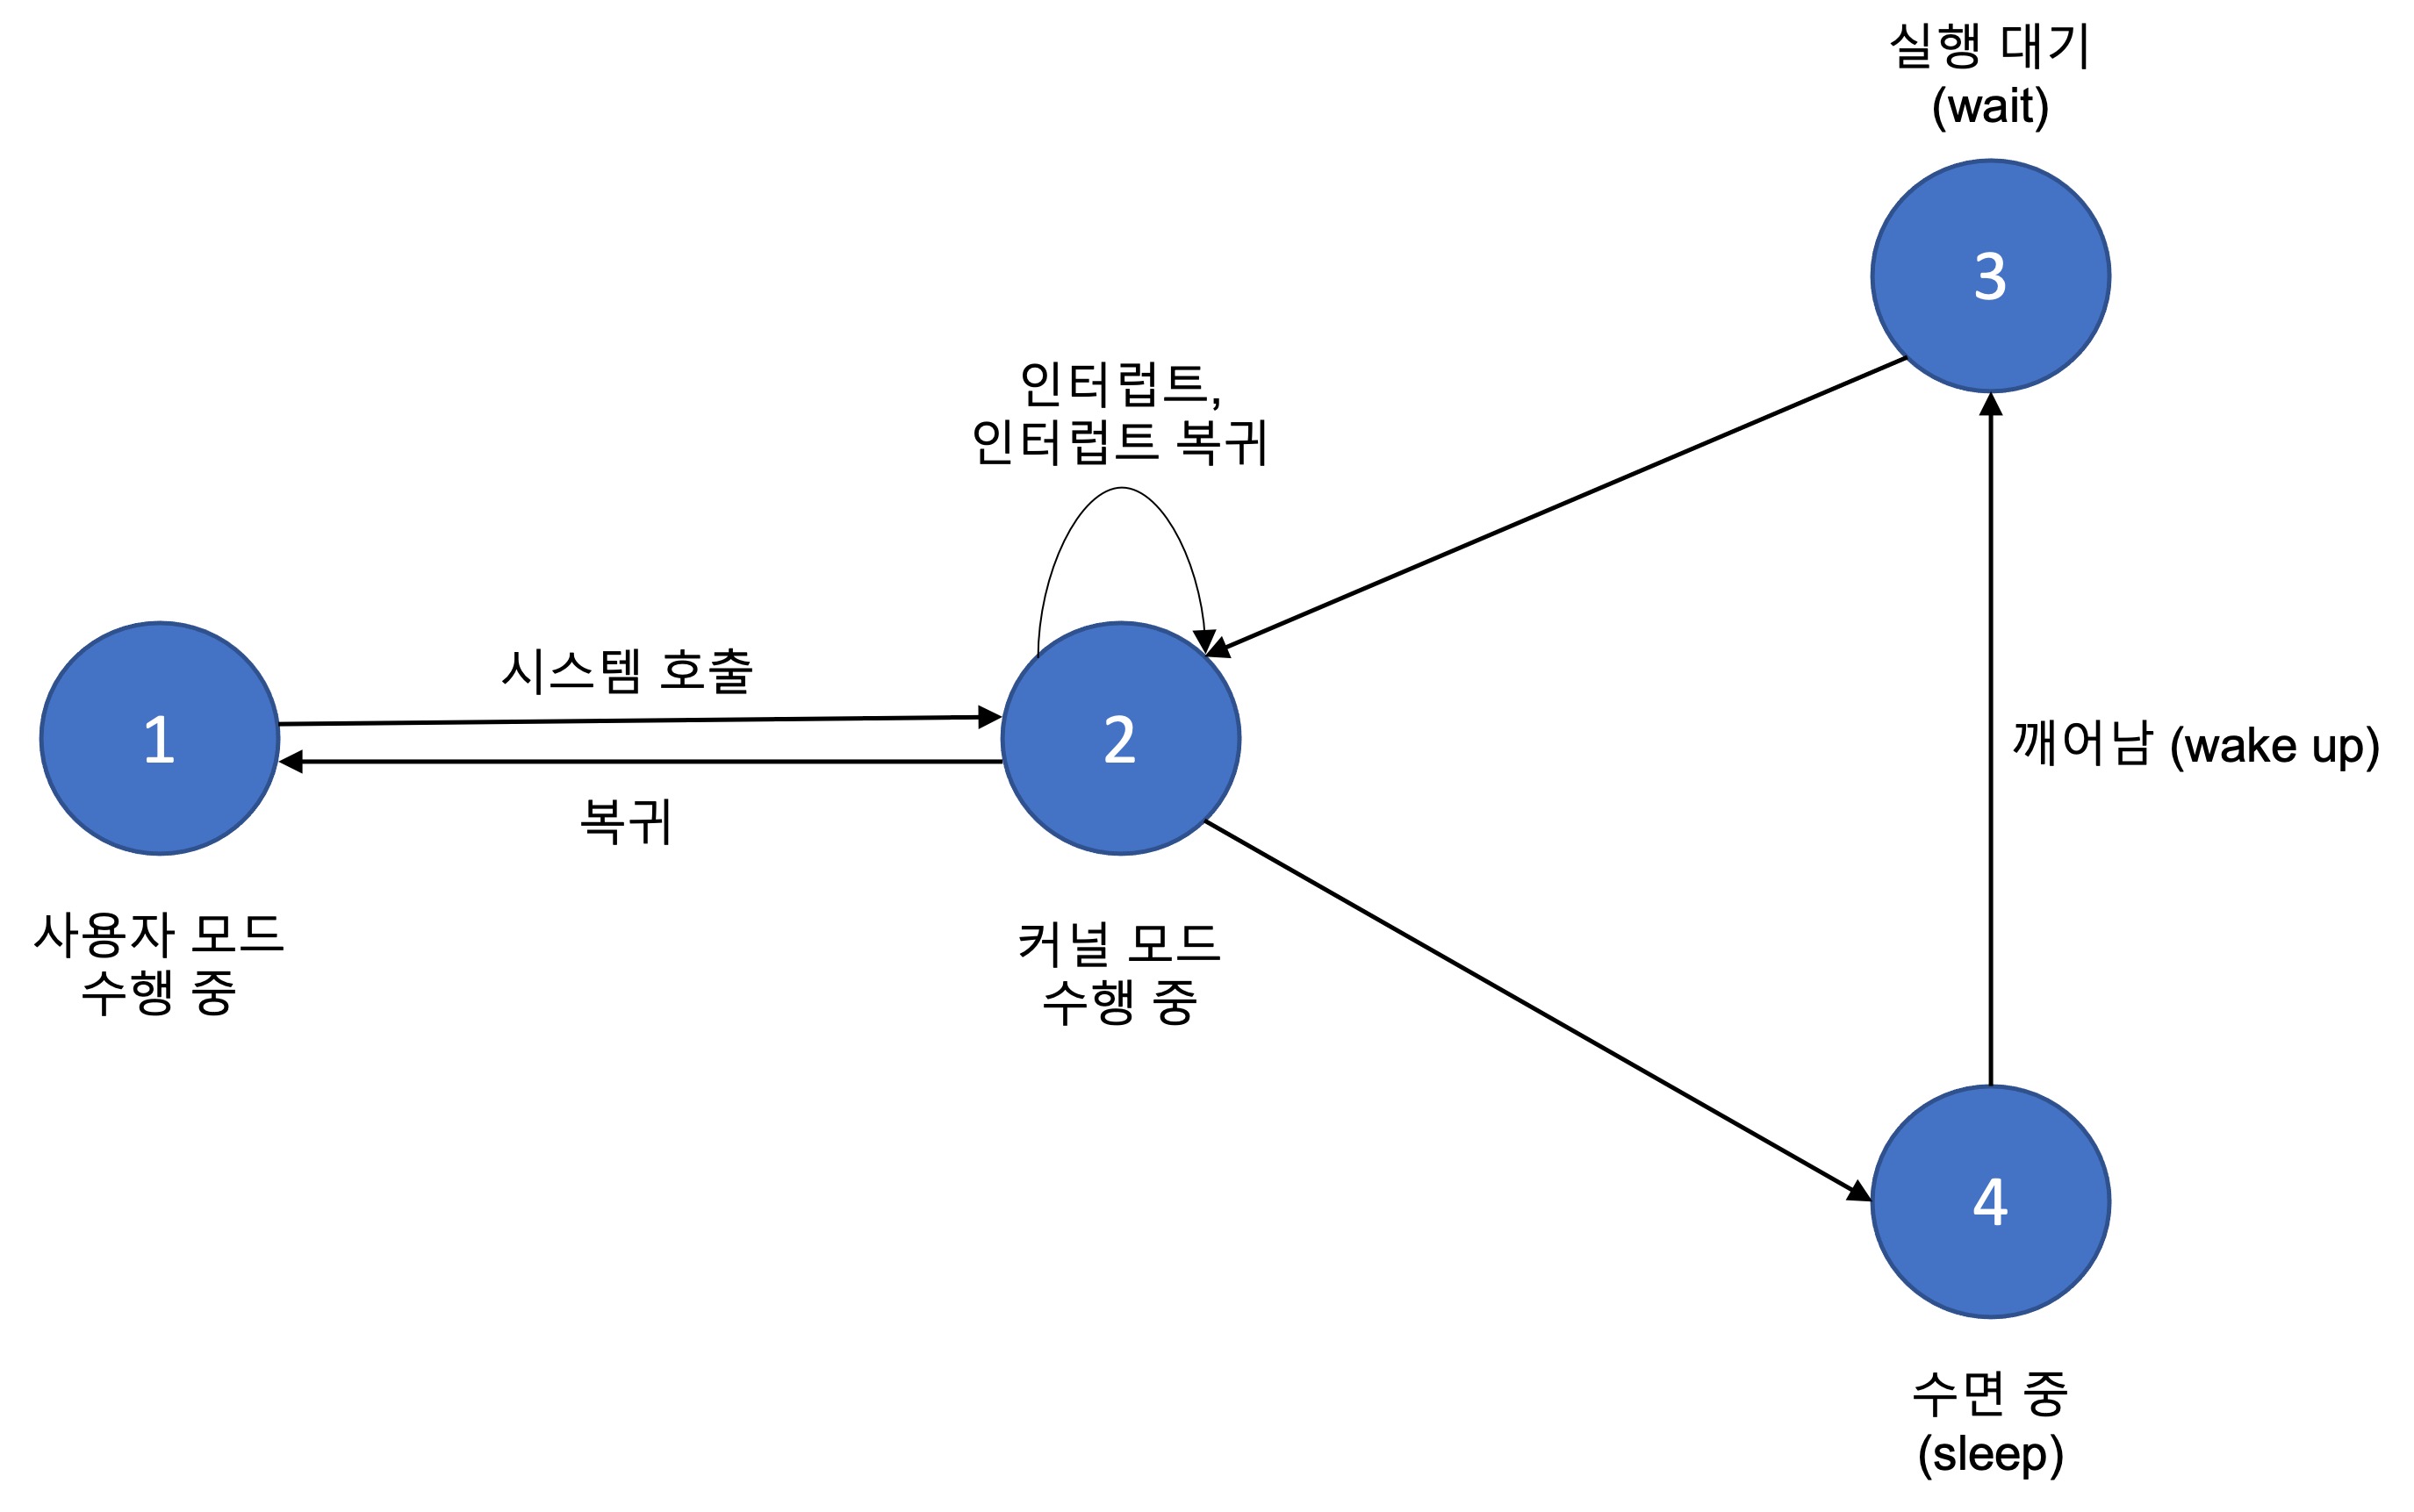 실행 대기
(wait)
3
인터럽트,
인터럽트 복귀
시스템 호출
1
2
깨어남 (wake up)
복귀
사용자 모드
수행 중
커널 모드
수행 중
4
수면 중
(sleep)